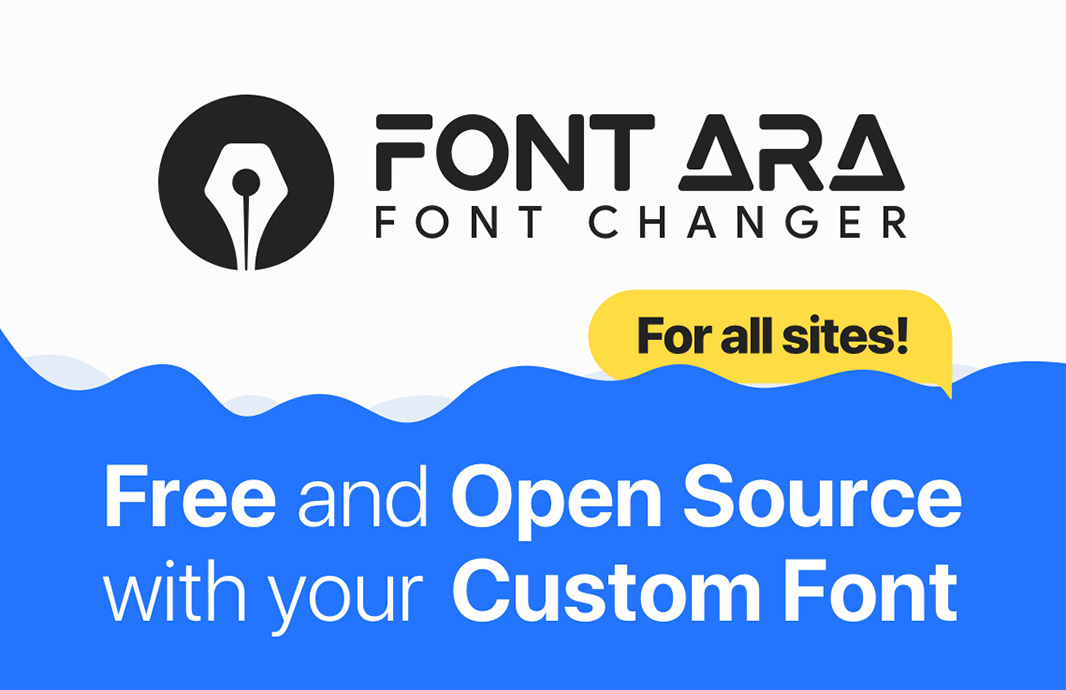 FONT ARA
FONT CHANGER
For all sites!
Free and Open Source
with your Custom Font